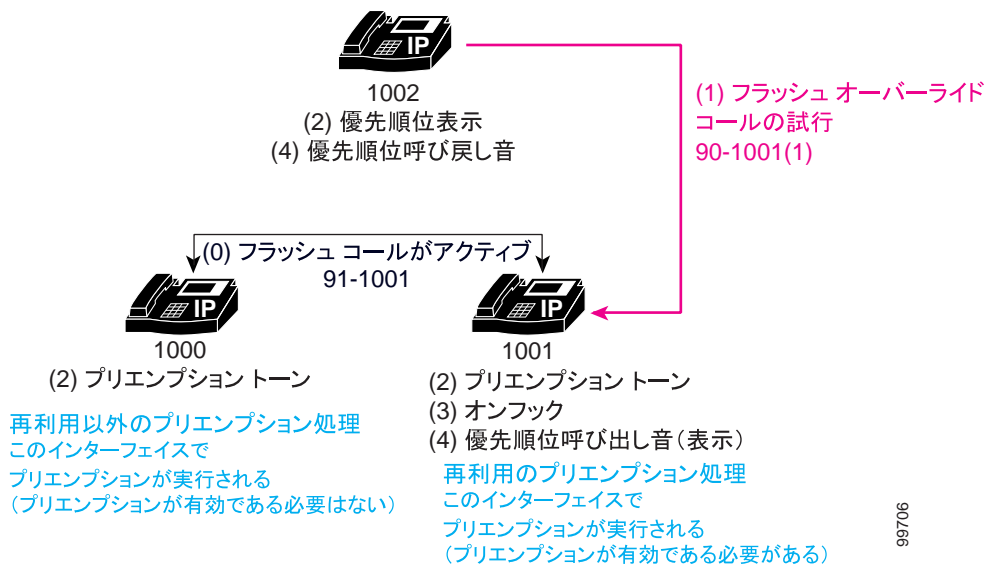 IP
1002
(2) 優先順位表示
(4) 優先順位呼び戻し音
(1) フラッシュ オーバーライド
コールの試行
90-1001(1)
(0) フラッシュ コールがアクティブ
91-1001
IP
1000
(2) プリエンプション トーン
再利用以外のプリエンプション処理
このインターフェイスで
プリエンプションが実行される
（プリエンプションが有効である必要はない）
IP
1001
(2) プリエンプション トーン
(3) オンフック
(4) 優先順位呼び出し音（表示）
再利用のプリエンプション処理
このインターフェイスで
プリエンプションが実行される
（プリエンプションが有効である必要がある）
99706